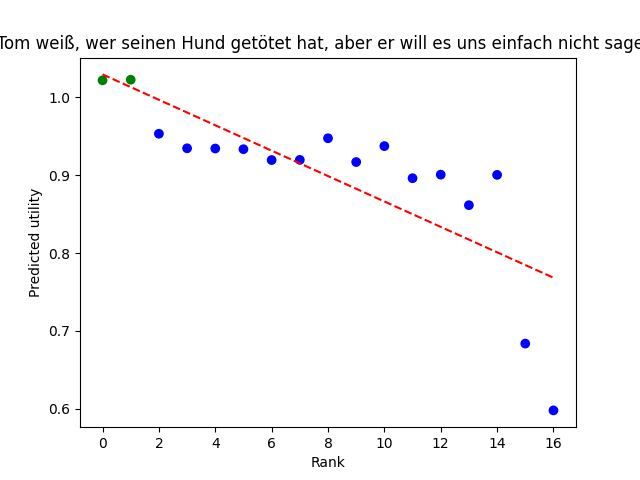 Tom weiß, wer seinen Hund getötet hat, aber er will es uns einfach nicht sage
1.0
0.9
0.8
0.7
0.6
Predicted utility
0 2 4 6 8 10 12 14 16
Rank